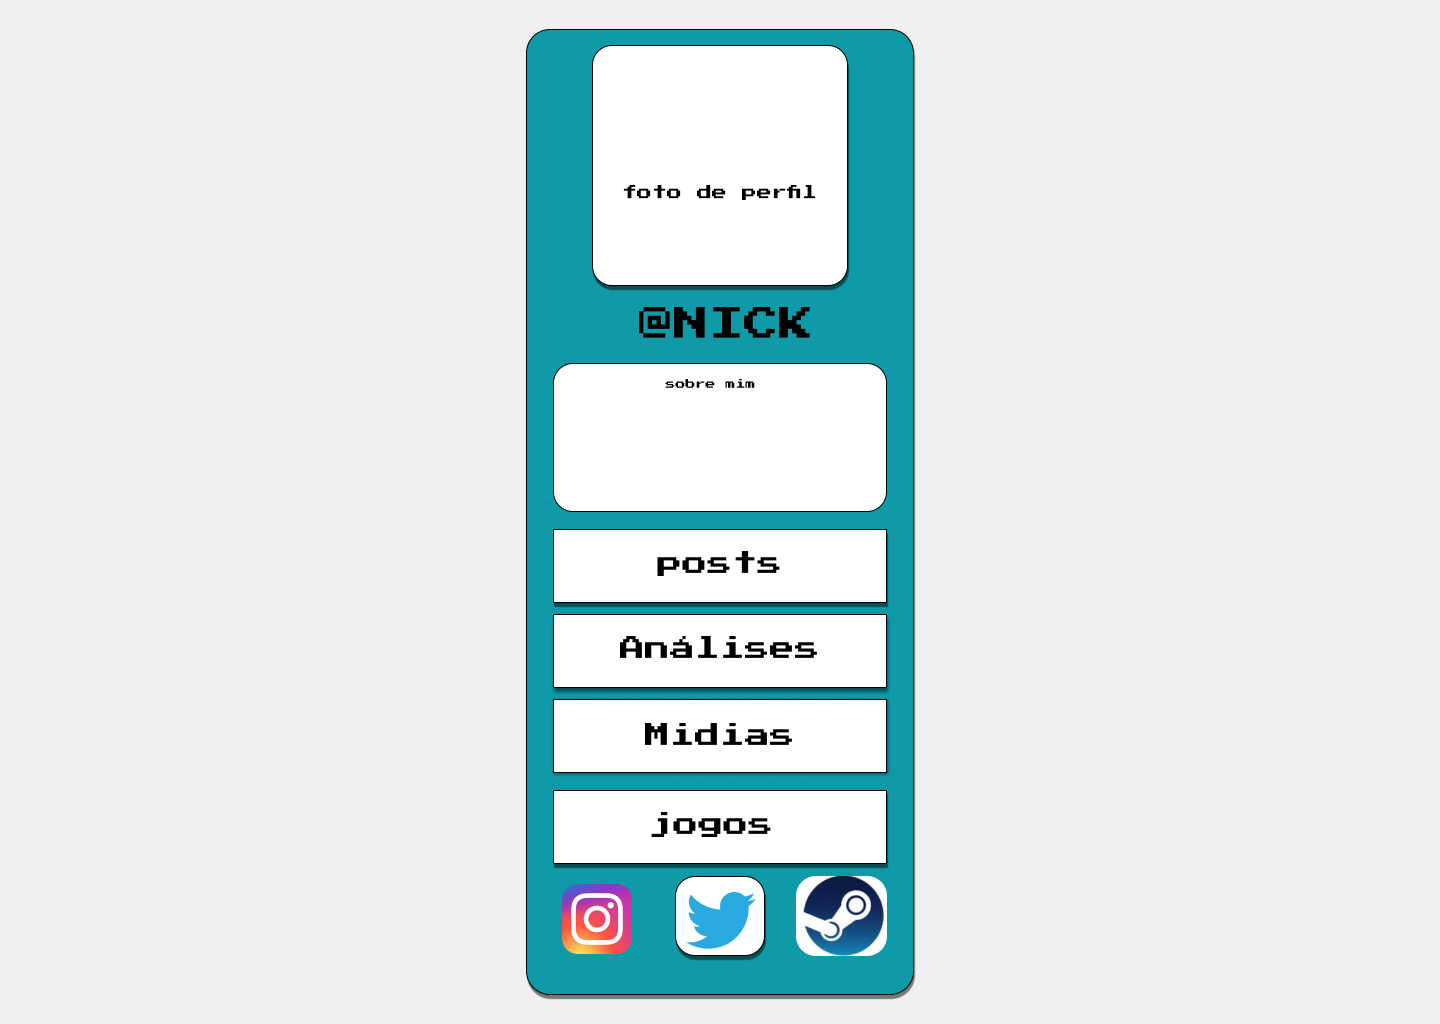 foto de perfil
@NICK
sobre mim
posts
Análises
Midias
jogos